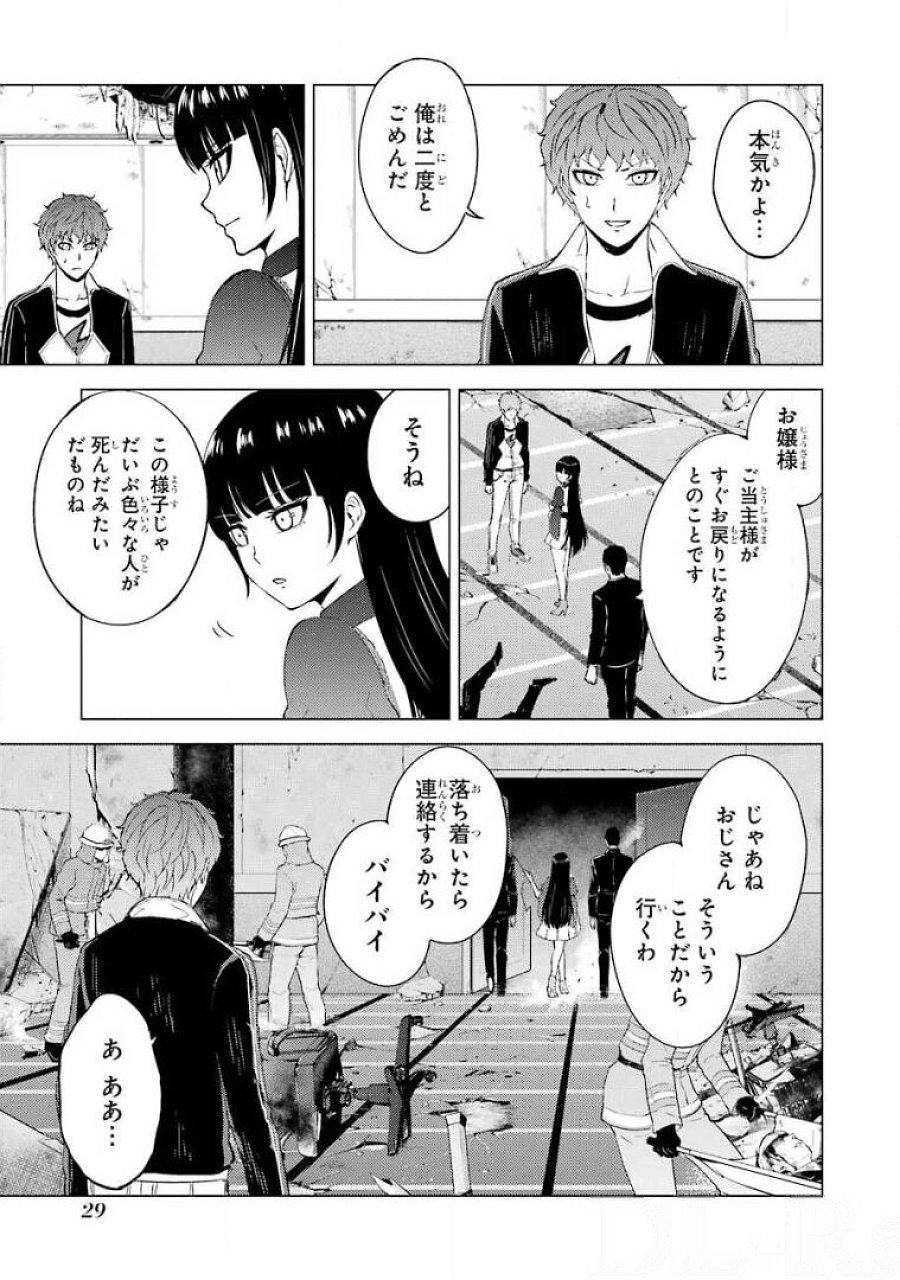 本気かよ…
俺は二度と
ごめんだ
お嬢様
ご当主様が
すぐお戻りになるように
とのことです
そうね
この様子じゃ
だいぶ色々な人が
死んだみたい
だものね
じゃあね
おじさん
そういう
ことだから
行くわ
落ち着いたら
連絡するから
バイバイ
あ ああ…
29